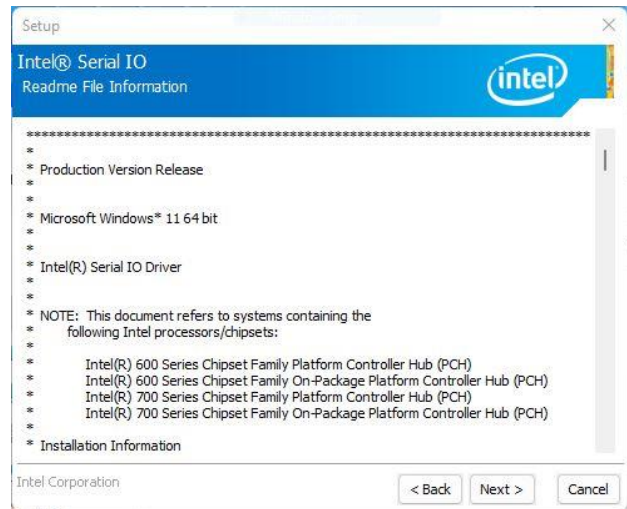 Setup
Intel® Serial IO
Readme File Information
intel
***************************************************************************
*
* Production Version Release
*
*
* Microsoft Windows* 11 64 bit
*
*
* Intel(R) Serial IO Driver
*
*
* NOTE: This document refers to systems containing the
* following Intel processors/chipsets:
*
* Intel(R) 600 Series Chipset Family Platform Controller Hub (PCH)
* Intel(R) 600 Series Chipset Family On-Package Platform Controller Hub (PCH)
* Intel(R) 700 Series Chipset Family Platform Controller Hub (PCH)
* Intel(R) 700 Series Chipset Family On-Package Platform Controller Hub (PCH)
*
* Installation Information
Intel Corporation
< Back Next > Cancel